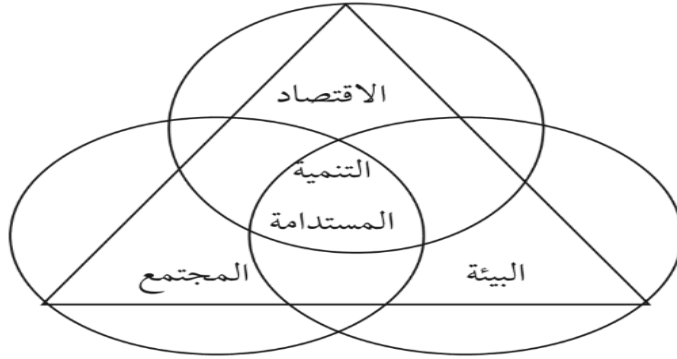 الاقتصاد
التنمية
المستدامة
المجتمع
البيئة